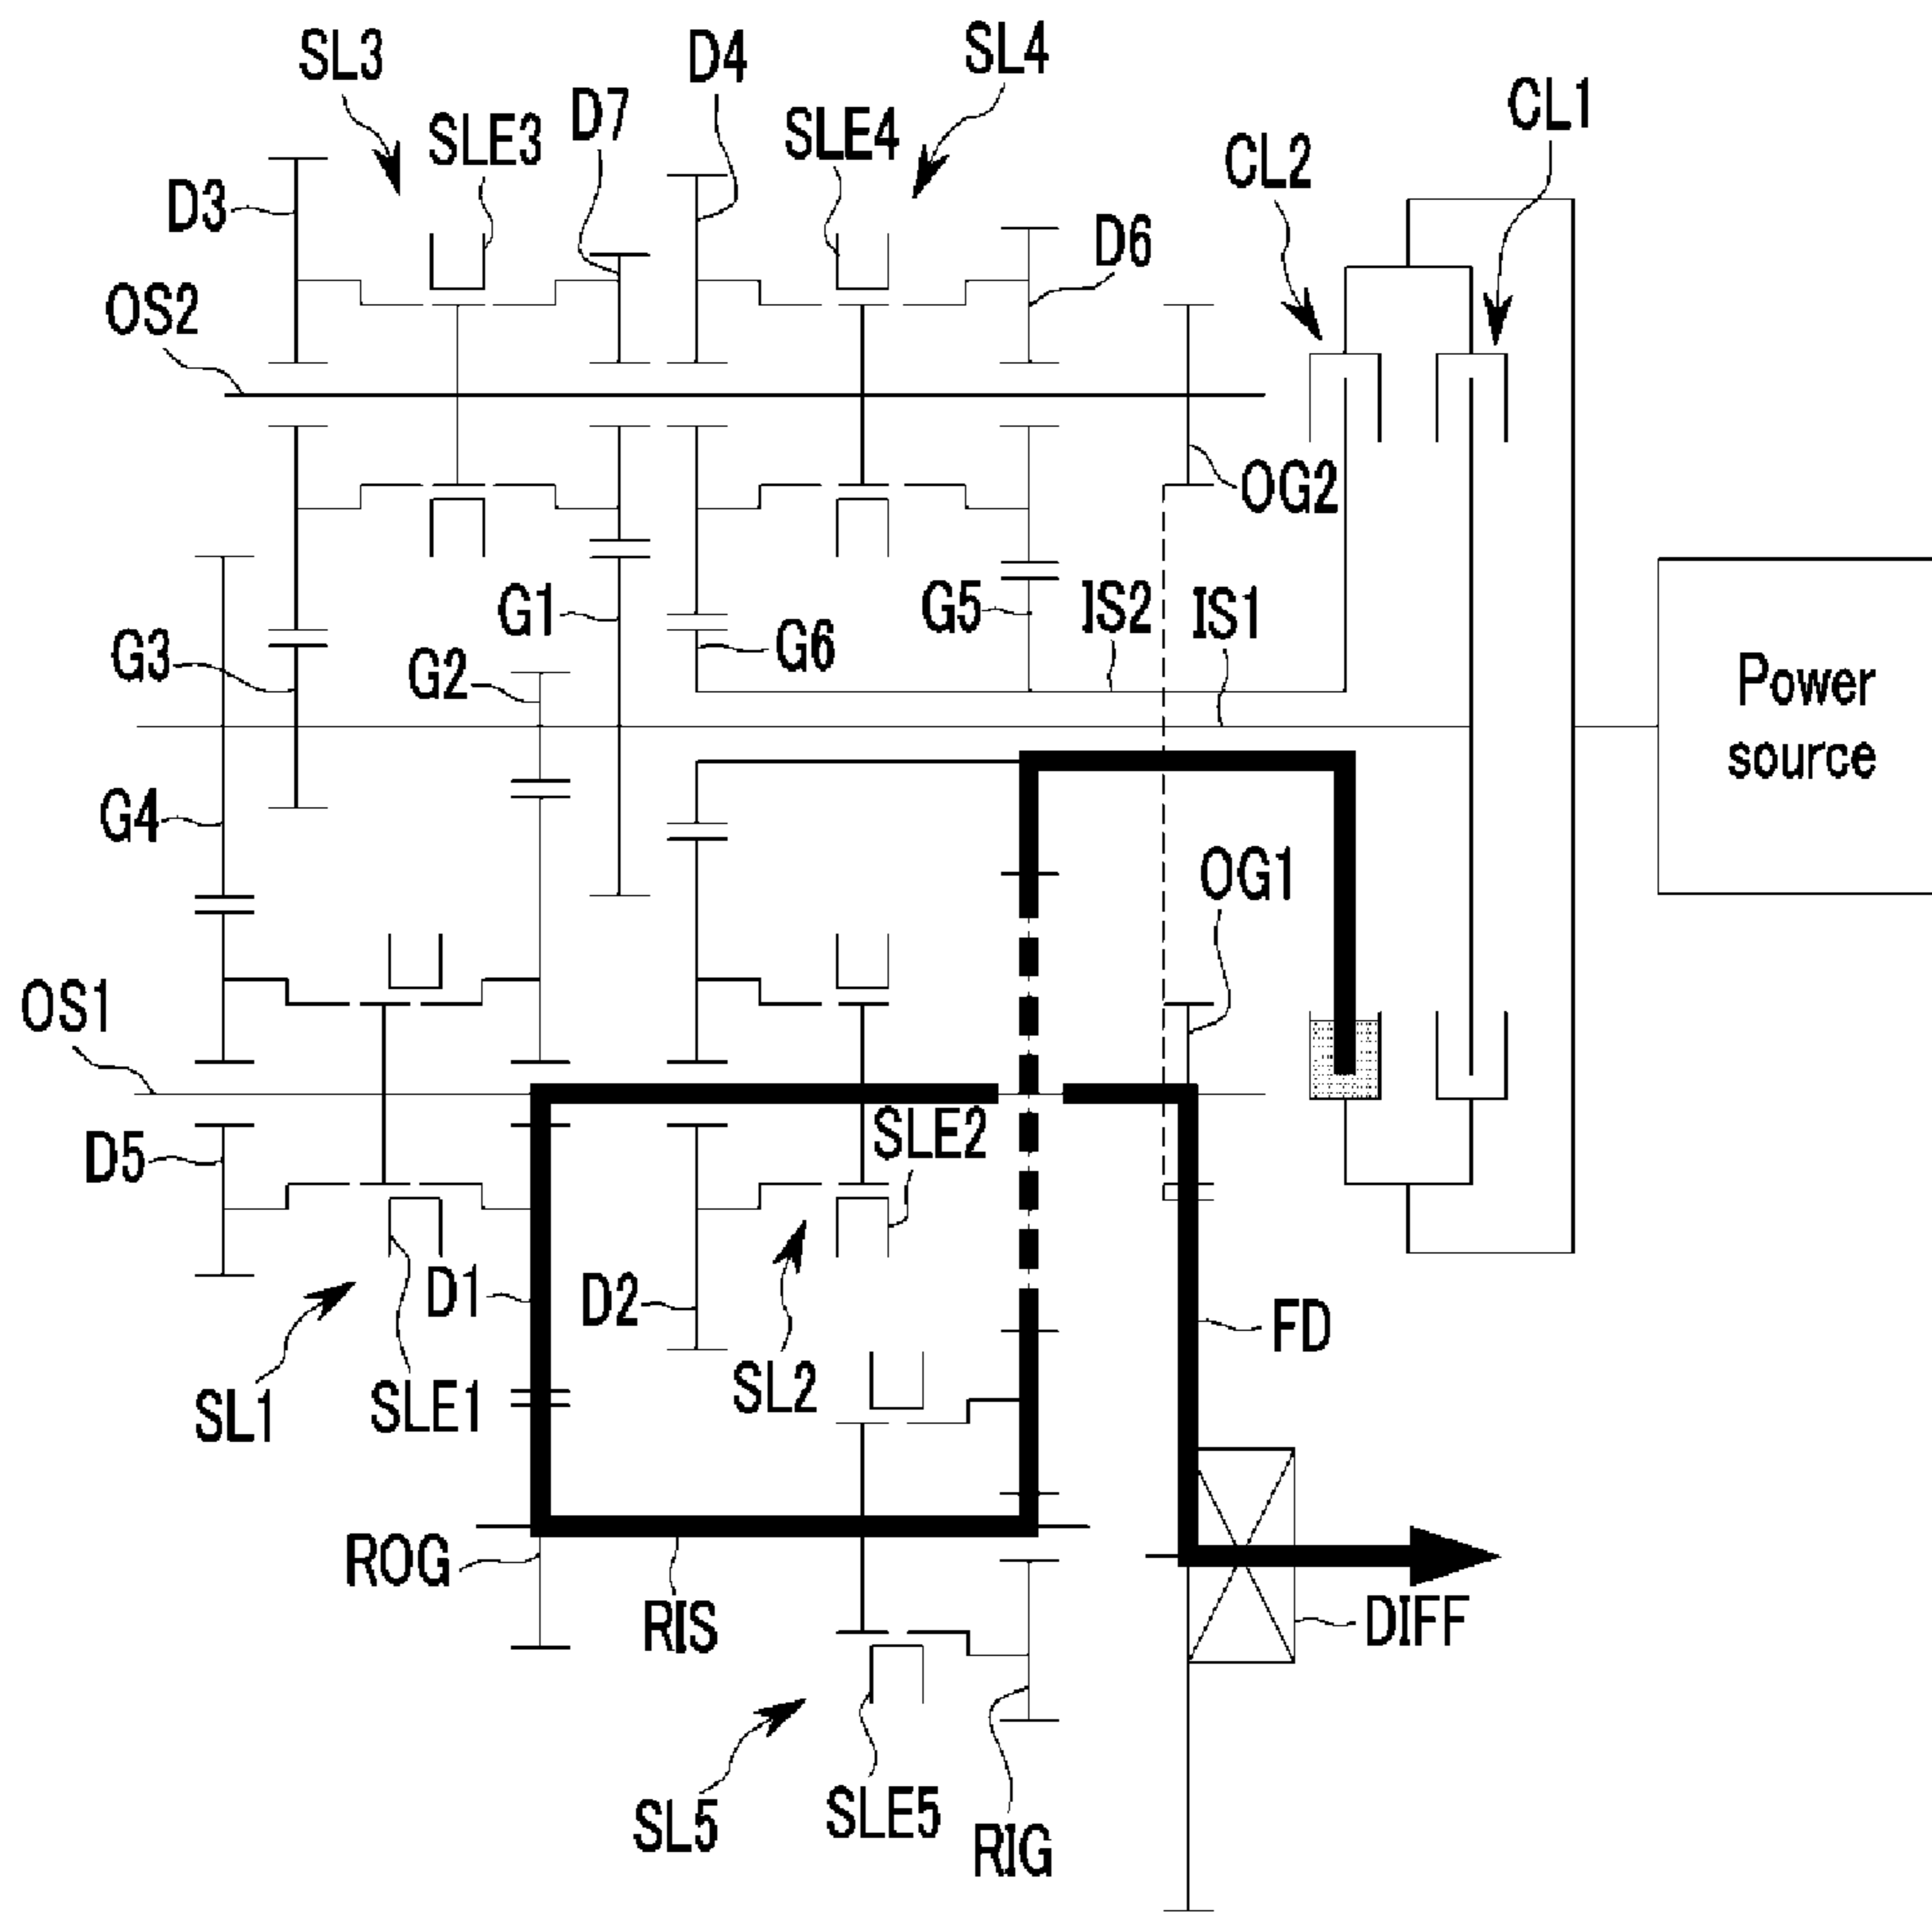 SL3
D4
SL4
D7
SLE3
SLE4
CL1
CL2
D3
D6
OS2
OG2
G1
G5
IS2
IS1
G3
G2
G6
Power
source
G4
OG1
OS1
SLE2
D5
D1
D2
FD
SL2
SL1
SLE1
ROG
RIS
DIFF
SL5
SLE5
RIG